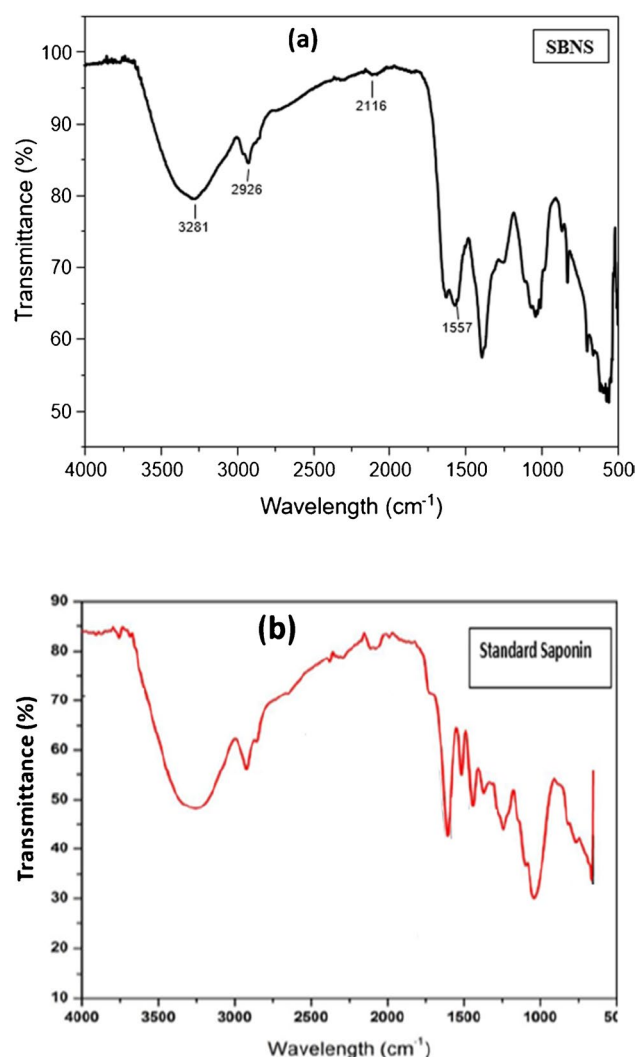 (a)
SBNS
Transmittance (%)
100
90
80
70
60
50
3281
2926
2116
1557
4000 3500 3000 2500 2000 1500 1000 500
Wavelength (cm-1)
(b)
Standard Saponin
Transmittance (%)
90
80
70
60
50
40
30
20
10
4000 3500 3000 2500 2000 1500 1000 50
Wavelength (cm-1)